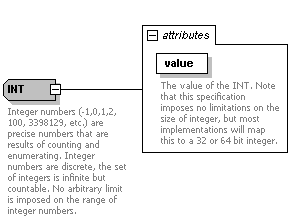 attributes
value
The value of the INT. Note
that this specification
imposes no limitations on the
size of integer, but most
implementations will map
this to a 32 or 64 bit integer.
INT
Integer numbers (-1,0,1,2,
100, 3398129, etc.) are
precise numbers that are
results of counting and
enumerating. Integer
numbers are discrete, the set
of integers is infinite but
countable. No arbitrary limit
is imposed on the range of
integer numbers.